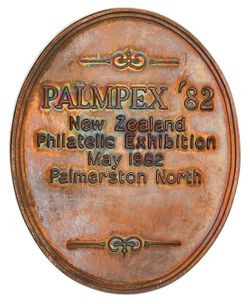 PALMPEX '82
New Zealand
Philatelic Exhibition
May 1982
Palmerston North